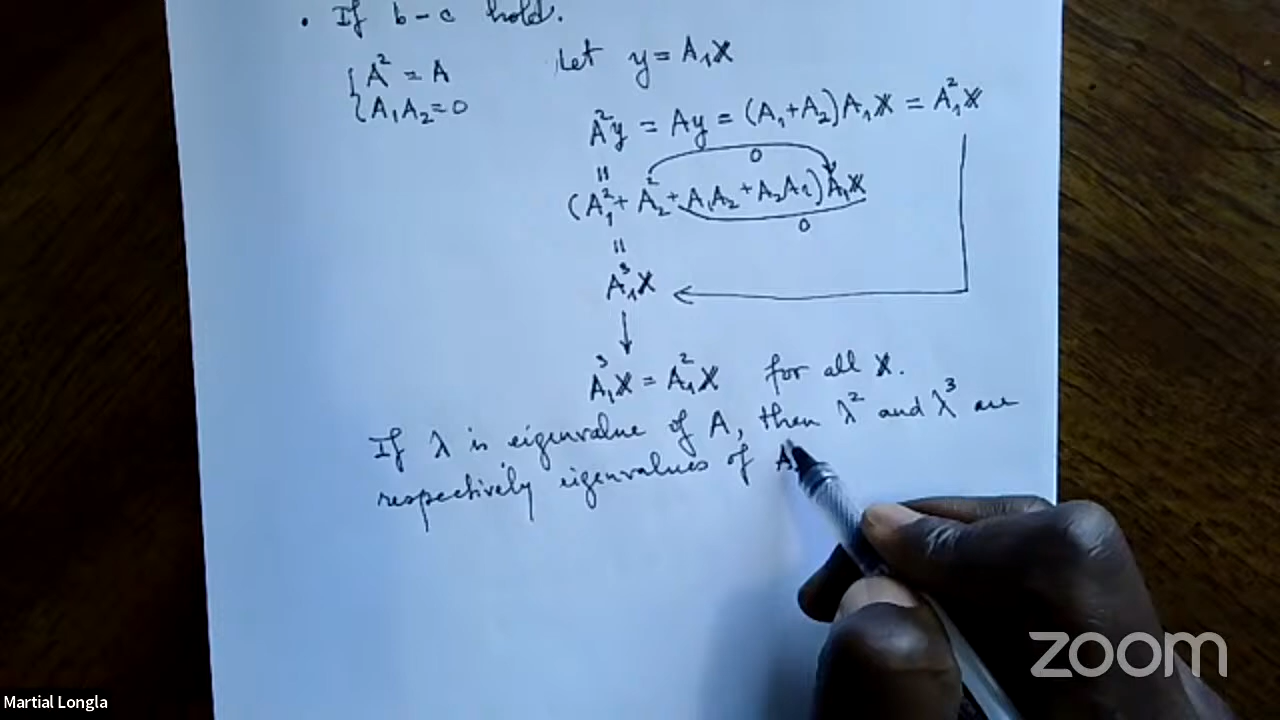 • If b-c hold.
{A² = A
{A₁A₂=0
Let y = A₁X
A²y = Ay = (A₁+A₂)A₁X = A₁²X
0
॥
(A₁²+ A₂²+A₁A₂+A₂A₁)A₁X
0
॥
A₁³X
A₁³X = A₁²X for all X.
If λ is eigenvalue of A, then λ² and λ³ are
respectively eigenvalues of A
zoom
Martial Longla